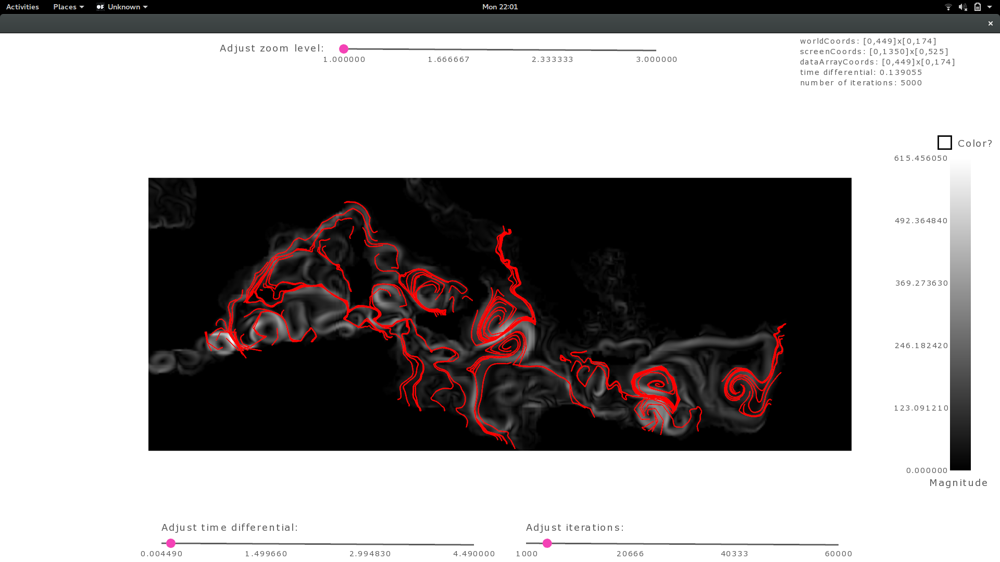 Activities Places Unknown Mon 22:01
Adjust zoom level:
1.000000 1.666667 2.333333 3.000000
worldCoords: [0,449]x[0,174]
screenCoords: [0,1350]x[0,525]
dataArrayCoords: [0,449]x[0,174]
time differential: 0.139055
number of iterations: 5000
Color?
615.456050
492.364840
369.273630
246.182420
123.091210
0.000000
Magnitude
Adjust time differential:
0.004490 1.499660 2.994830 4.490000
Adjust iterations:
1000 20666 40333 60000